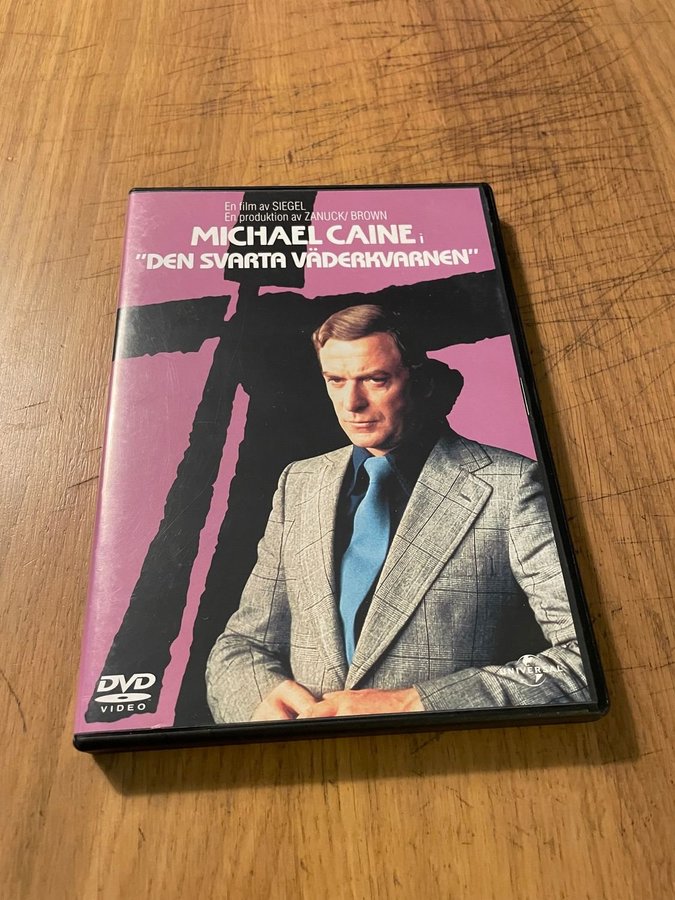 En film av SIEGEL
En produktion av ZANUCK/ BROWN
MICHAEL CAINE i
"DEN SVARTA VÄDERKVARNEN"
DVD
VIDEO
UNIVERSAL